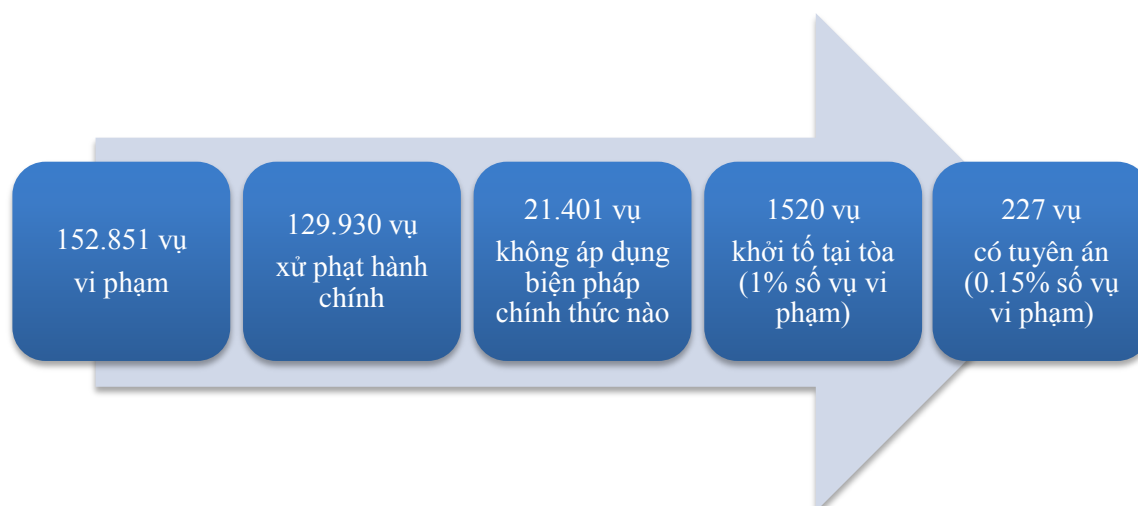 152.851 vụ
vi phạm
129.930 vụ
xử phạt hành
chính
21.401 vụ
không áp dụng
biện pháp
chính thức nào
1520 vụ
khởi tố tại tòa
(1% số vụ vi
phạm)
227 vụ
có tuyên án
(0.15% số vụ
vi phạm)